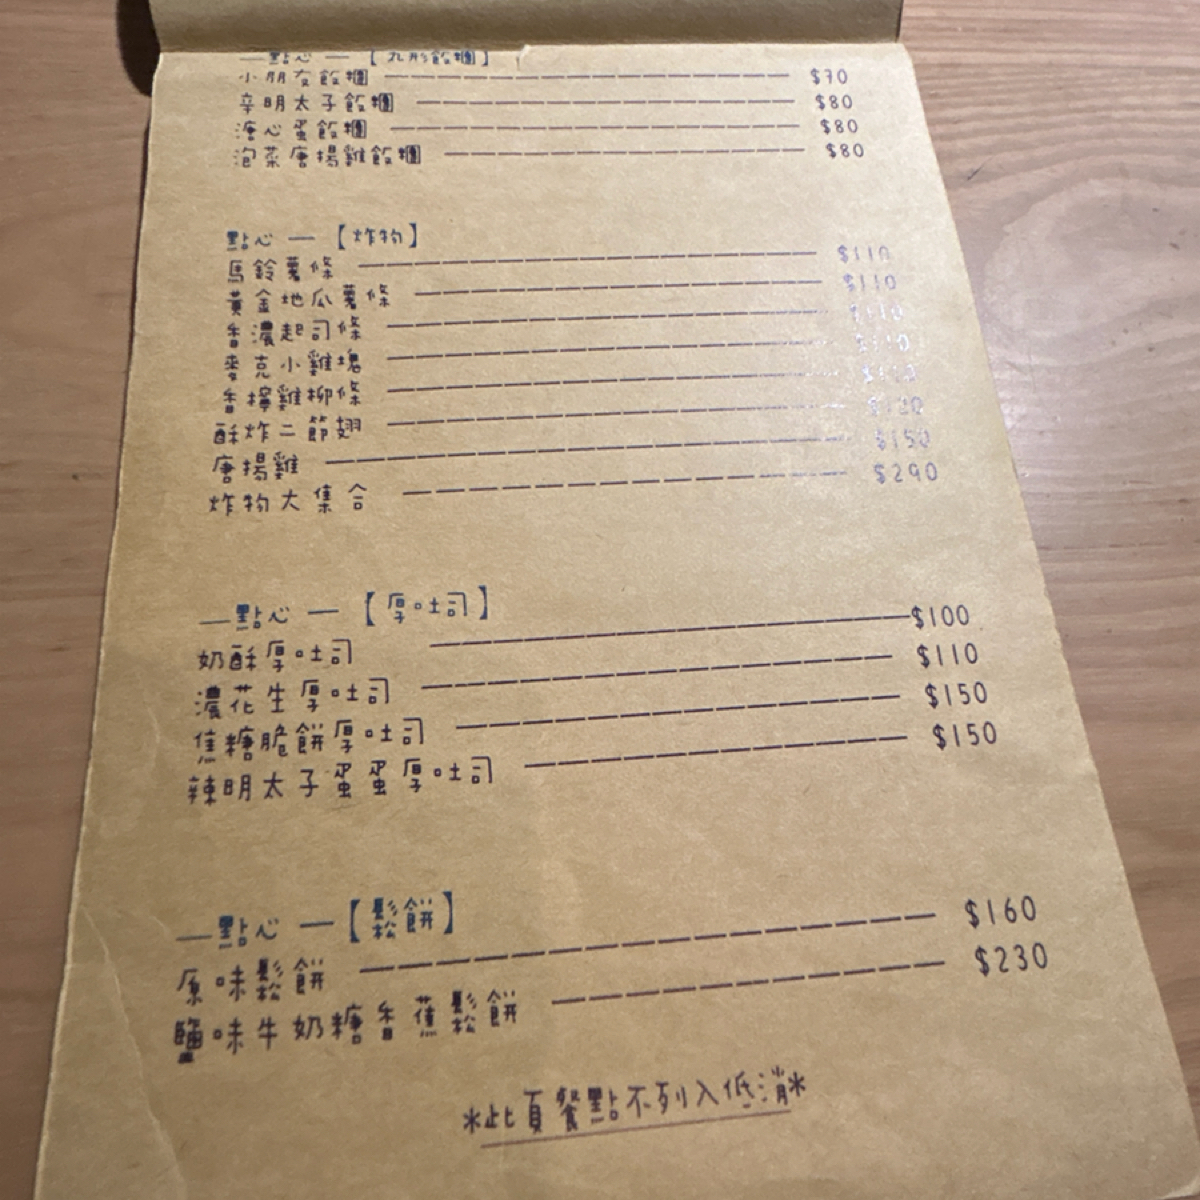 —點心—【九形飯糰】
小朋友飯糰 $70
辛明太子飯糰 $80
溏心蛋飯糰 $80
泡菜唐揚雞飯糰 $80
點心—【炸物】
馬鈴薯條 $110
黃金地瓜薯條 $110
香濃起司條 $110
麥克小雞塊 $110
香檸雞柳條 $110
酥炸二節翅 $120
唐揚雞 $150
炸物大集合 $290
—點心—【厚吐司】
奶酥厚吐司 $100
濃花生厚吐司 $110
焦糖脆餅厚吐司 $150
辣明太子蛋蛋厚吐司 $150
—點心—【鬆餅】
原味鬆餅 $160
鹽味牛奶糖香蕉鬆餅 $230
*此頁餐點不列入低消*